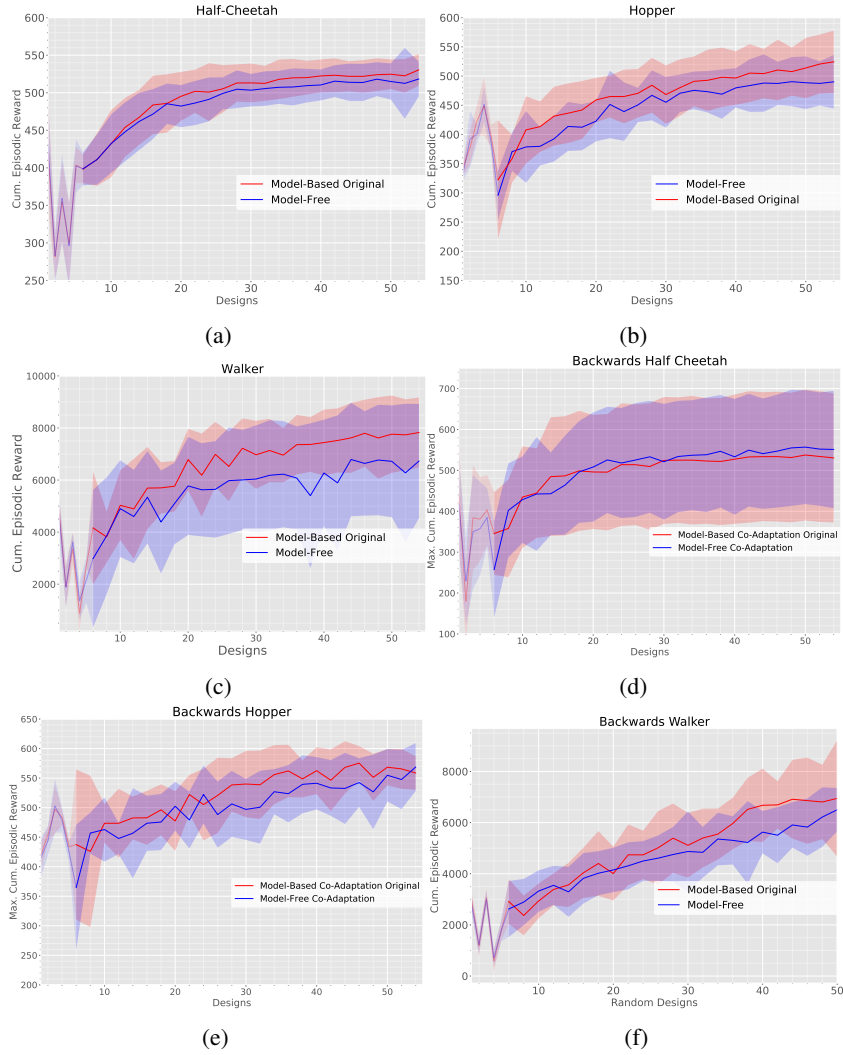 Half-Cheetah
600
550
500
450
400
350
300
250
10
20
30
40
50
Cum. Episodic Reward
Designs
Model-Based Original
Model-Free
(a)
Hopper
600
550
500
450
400
350
300
250
200
150
10
20
30
40
50
Cum. Episodic Reward
Designs
Model-Free
Model-Based Original
(b)
Walker
10000
8000
6000
4000
2000
10
20
30
40
50
Cum. Episodic Reward
Designs
Model-Based Original
Model-Free
(c)
Backwards Half Cheetah
700
600
500
400
300
200
100
10
20
30
40
50
Max. Cum. Episodic Reward
Designs
Model-Based Co-Adaptation Original
Model-Free Co-Adaptation
(d)
Backwards Hopper
650
600
550
500
450
400
350
300
250
200
10
20
30
40
50
Max. Cum. Episodic Reward
Designs
Model-Based Co-Adaptation Original
Model-Free Co-Adaptation
(e)
Backwards Walker
8000
6000
4000
2000
0
10
20
30
40
50
Cum. Episodic Reward
Random Designs
Model-Based Original
Model-Free
(f)